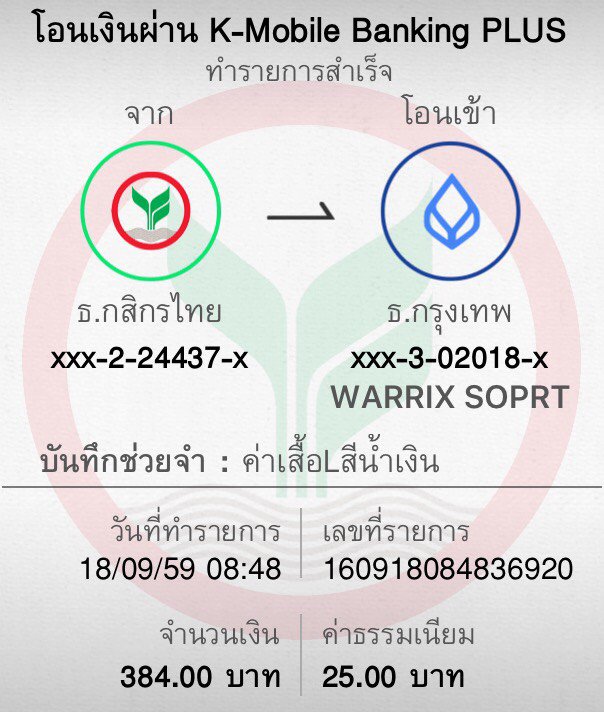 โอนเงินผ่าน K-Mobile Banking PLUS
ทำรายการสำเร็จ
จาก โอนเข้า
ธ.กสิกรไทย ธ.กรุงเทพ
xxx-2-24437-x xxx-3-02018-x
WARRIX SOPRT
บันทึกช่วยจำ : ค่าเสื้อLสีน้ำเงิน
วันที่ทำรายการ เลขที่รายการ
18/09/59 08:48 160918084836920
จำนวนเงิน ค่าธรรมเนียม
384.00 บาท 25.00 บาท